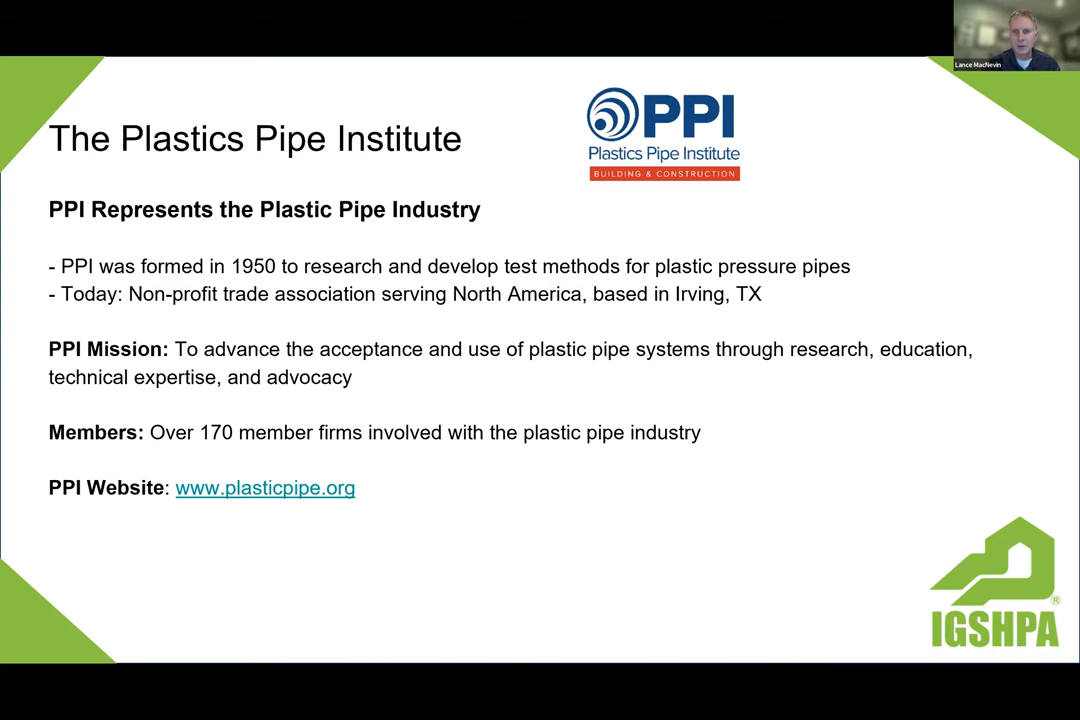 Lance MacNevin
PPI
Plastics Pipe Institute
BUILDING & CONSTRUCTION
The Plastics Pipe Institute
PPI Represents the Plastic Pipe Industry
- PPI was formed in 1950 to research and develop test methods for plastic pressure pipes
- Today: Non-profit trade association serving North America, based in Irving, TX
PPI Mission: To advance the acceptance and use of plastic pipe systems through research, education,
technical expertise, and advocacy
Members: Over 170 member firms involved with the plastic pipe industry
PPI Website: www.plasticpipe.org
IGSHPA®